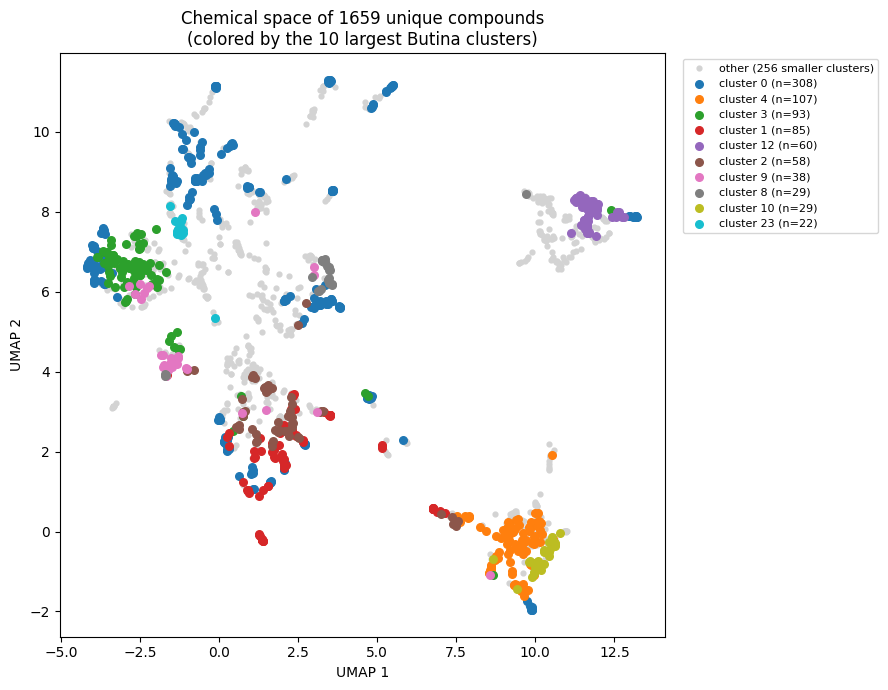 Chemical space of 1659 unique compounds
(colored by the 10 largest Butina clusters)
other (256 smaller clusters)
cluster 0 (n=308)
cluster 4 (n=107)
cluster 3 (n=93)
cluster 1 (n=85)
cluster 12 (n=60)
cluster 2 (n=58)
cluster 9 (n=38)
cluster 8 (n=29)
cluster 10 (n=29)
cluster 23 (n=22)
UMAP 2
10
8
6
4
2
0
−2
−5.0 −2.5 0.0 2.5 5.0 7.5 10.0 12.5
UMAP 1